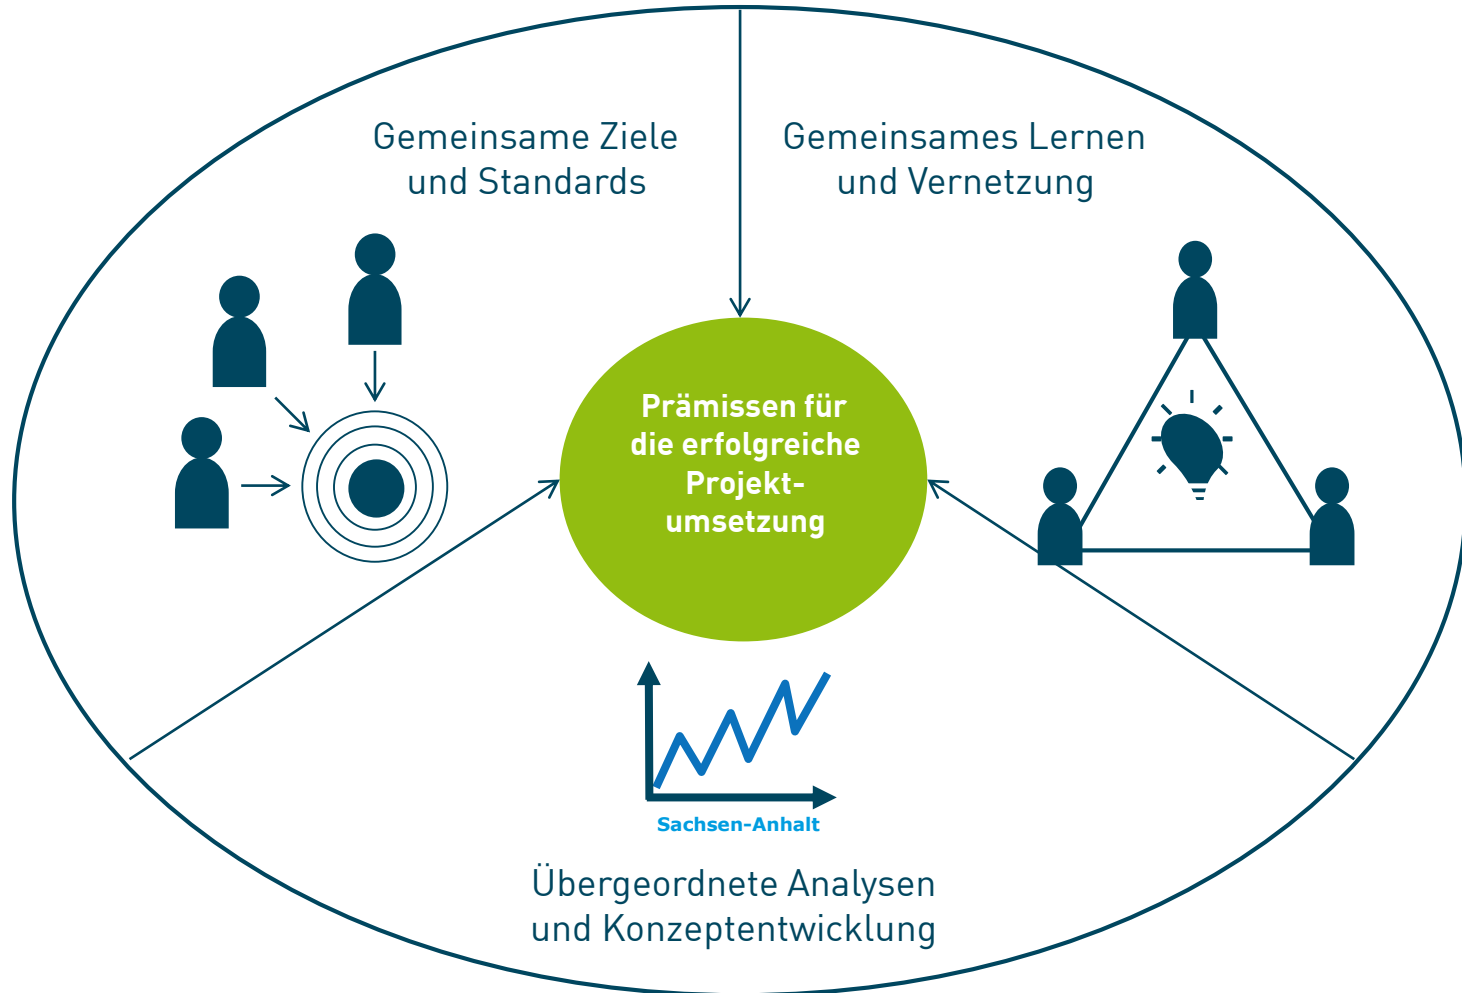 Gemeinsame Ziele
und Standards
Gemeinsames Lernen
und Vernetzung
Prämissen für
die erfolgreiche
Projekt-
umsetzung
Sachsen-Anhalt
Übergeordnete Analysen
und Konzeptentwicklung